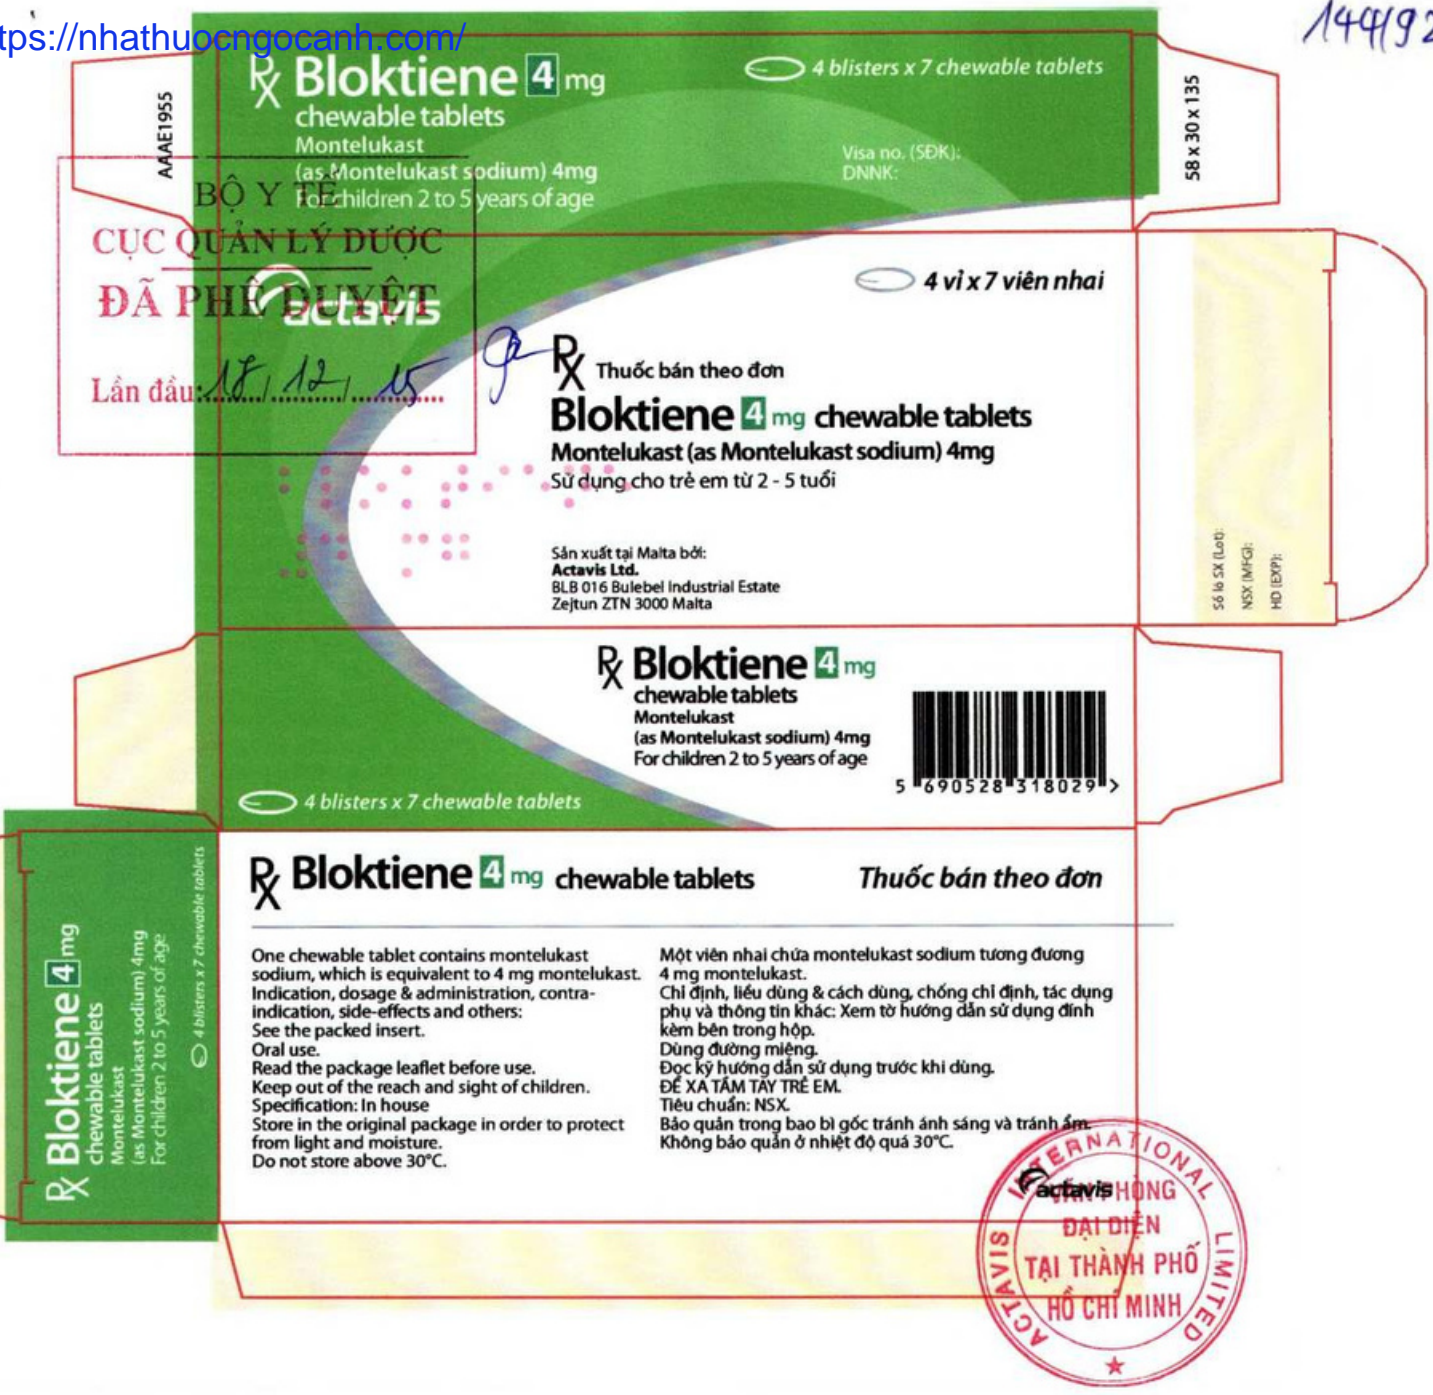 tps://nhathuocngocanh.com/
AAAE1955
Rx Bloktiene 4 mg
chewable tablets
Montelukast
(as Montelukast sodium) 4mg
For children 2 to 5 years of age
4 blisters x 7 chewable tablets
Visa no. (SĐK):
DNNK:
58 x 30 x 135
BỘ Y TẾ
CỤC QUẢN LÝ DƯỢC
ĐÃ PHÊ DUYỆT
Lần đầu: 18 / 12 / 15
actavis
4 vỉ x 7 viên nhai
Rx Thuốc bán theo đơn
Bloktiene 4 mg chewable tablets
Montelukast (as Montelukast sodium) 4mg
Sử dụng cho trẻ em từ 2 - 5 tuổi
Sản xuất tại Malta bởi:
Actavis Ltd.
BLB 016 Bulebel Industrial Estate
Zejtun ZTN 3000 Malta
Số lô SX (Lot):
NSX (MFG):
HD (EXP):
Rx Bloktiene 4 mg
chewable tablets
Montelukast
(as Montelukast sodium) 4mg
For children 2 to 5 years of age
5 690528 318029 >
4 blisters x 7 chewable tablets
Rx Bloktiene 4 mg
chewable tablets
Montelukast
(as Montelukast sodium) 4mg
For children 2 to 5 years of age
4 blisters x 7 chewable tablets
Rx Bloktiene 4 mg chewable tablets
Thuốc bán theo đơn
One chewable tablet contains montelukast
sodium, which is equivalent to 4 mg montelukast.
Indication, dosage & administration, contra-
indication, side-effects and others:
See the packed insert.
Oral use.
Read the package leaflet before use.
Keep out of the reach and sight of children.
Specification: In house
Store in the original package in order to protect
from light and moisture.
Do not store above 30°C.
Một viên nhai chứa montelukast sodium tương đương
4 mg montelukast.
Chỉ định, liều dùng & cách dùng, chống chỉ định, tác dụng
phụ và thông tin khác: Xem tờ hướng dẫn sử dụng đính
kèm bên trong hộp.
Dùng đường miệng.
Đọc kỹ hướng dẫn sử dụng trước khi dùng.
ĐỂ XA TẦM TAY TRẺ EM.
Tiêu chuẩn: NSX.
Bảo quản trong bao bì gốc tránh ánh sáng và tránh ẩm.
Không bảo quản ở nhiệt độ quá 30°C.
actavis
ACTAVIS INTERNATIONAL LIMITED
VĂN PHÒNG
ĐẠI DIỆN
TẠI THÀNH PHỐ
HỒ CHÍ MINH